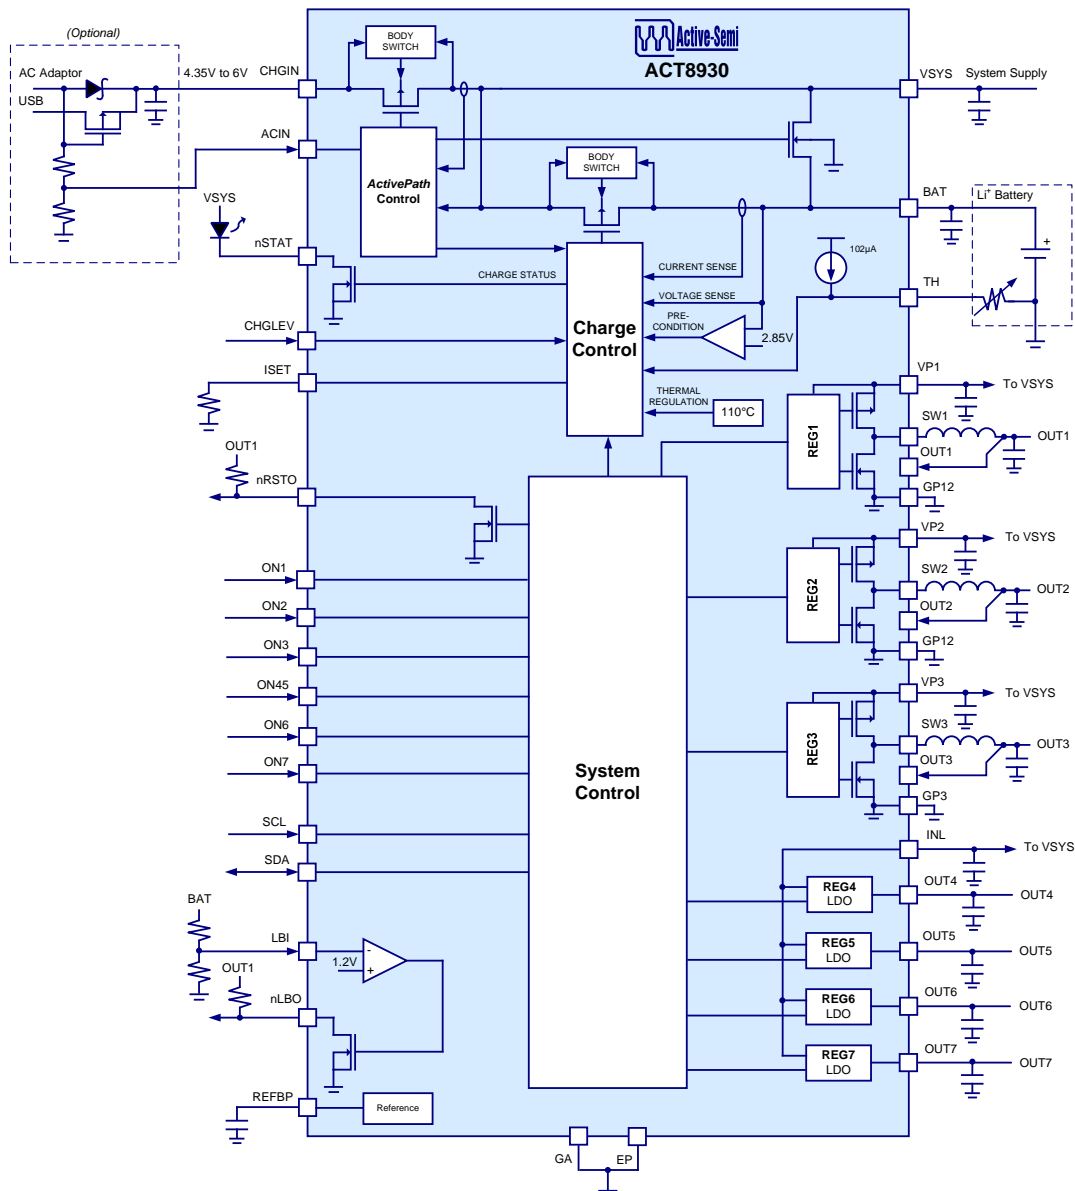 (Optional)
AC Adaptor
USB
4.35V to 6V
CHGIN
BODY
SWITCH
Active-Semi
ACT8930
VSYS
System Supply
ACIN
ActivePath
Control
BODY
SWITCH
BAT
Li+ Battery
+
VSYS
nSTAT
CHARGE STATUS
CURRENT SENSE
102µA
TH
VOLTAGE SENSE
PRE-
CONDITION
2.85V
CHGLEV
Charge
Control
ISET
THERMAL
REGULATION
110°C
VP1
To VSYS
REG1
SW1
OUT1
OUT1
GP12
OUT1
nRSTO
VP2
To VSYS
REG2
SW2
OUT2
OUT2
GP12
ON1
ON2
ON3
ON45
ON6
ON7
VP3
To VSYS
REG3
SW3
OUT3
OUT3
GP3
System
Control
SCL
SDA
INL
To VSYS
REG4
LDO
OUT4
OUT4
BAT
LBI
1.2V
-
+
REG5
LDO
OUT5
OUT5
OUT1
nLBO
REG6
LDO
OUT6
OUT6
REG7
LDO
OUT7
OUT7
REFBP
Reference
GA
EP